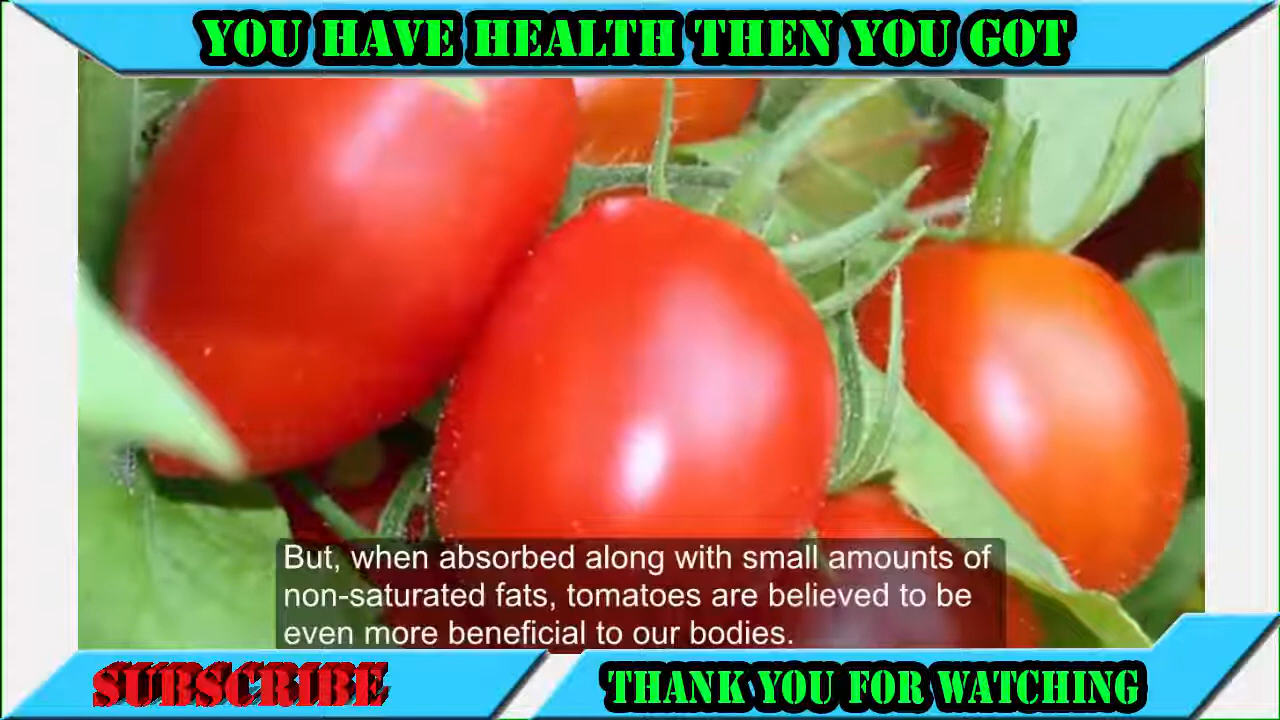 YOU HAVE HEALTH THEN YOU GOT
But, when absorbed along with small amounts of
non-saturated fats, tomatoes are believed to be
even more beneficial to our bodies.
SUBSCRIBE
THANK YOU FOR WATCHING